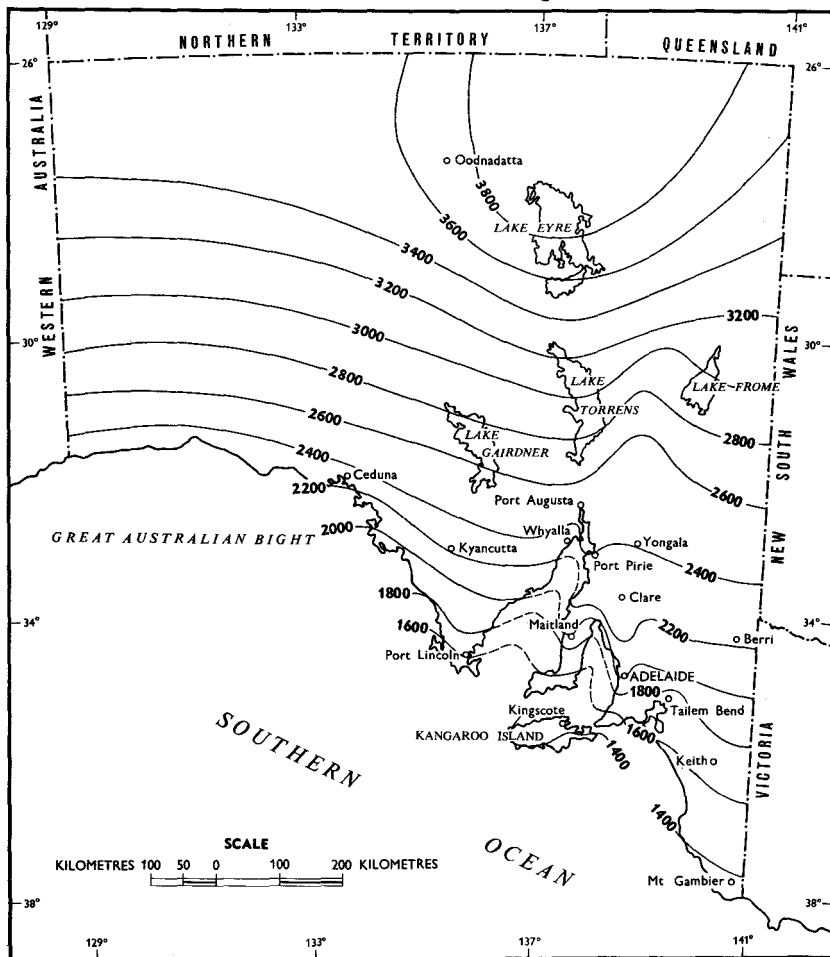 129°
133°
137°
141°
NORTHERN TERRITORY QUEENSLAND
26°
26°
WESTERN AUSTRALIA
Oodnadatta
3800
3600
LAKE EYRE
3400
3200
3200
30°
30°
3000
LAKE FROME
LAKE TORRENS
2800
2800
2600
LAKE GAIRDNER
2600
NEW SOUTH WALES
2400
Ceduna
2200
Port Augusta
2000
GREAT AUSTRALIAN BIGHT
Whyalla
Kyancutta
Yongala
Port Pirie
2400
1800
Clare
34°
34°
1600
Maitland
2200
Berri
Port Lincoln
ADELAIDE
1800
Tailem Bend
Kingscote
1600
KANGAROO ISLAND
1400
Keith
VICTORIA
SOUTHERN OCEAN
1400
SCALE
KILOMETRES 100 50 0 100 200 KILOMETRES
Mt Gambier
38°
38°
129°
133°
137°
141°